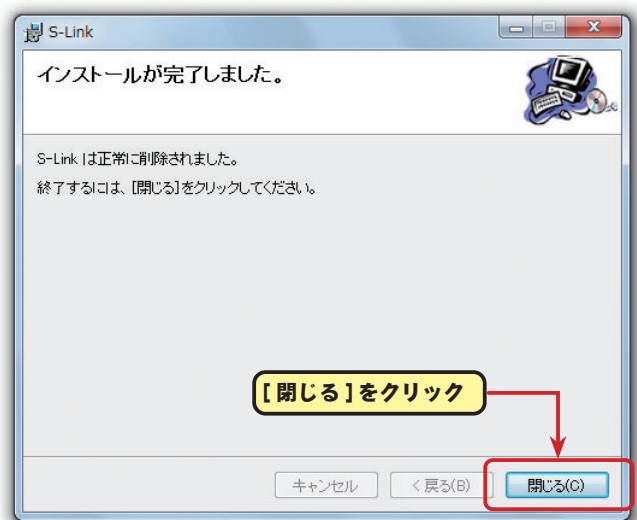 S-Link
インストールが完了しました。
S-Link は正常に削除されました。
終了するには、[閉じる]をクリックしてください。
[閉じる]をクリック
キャンセル
< 戻る(B)
閉じる(C)